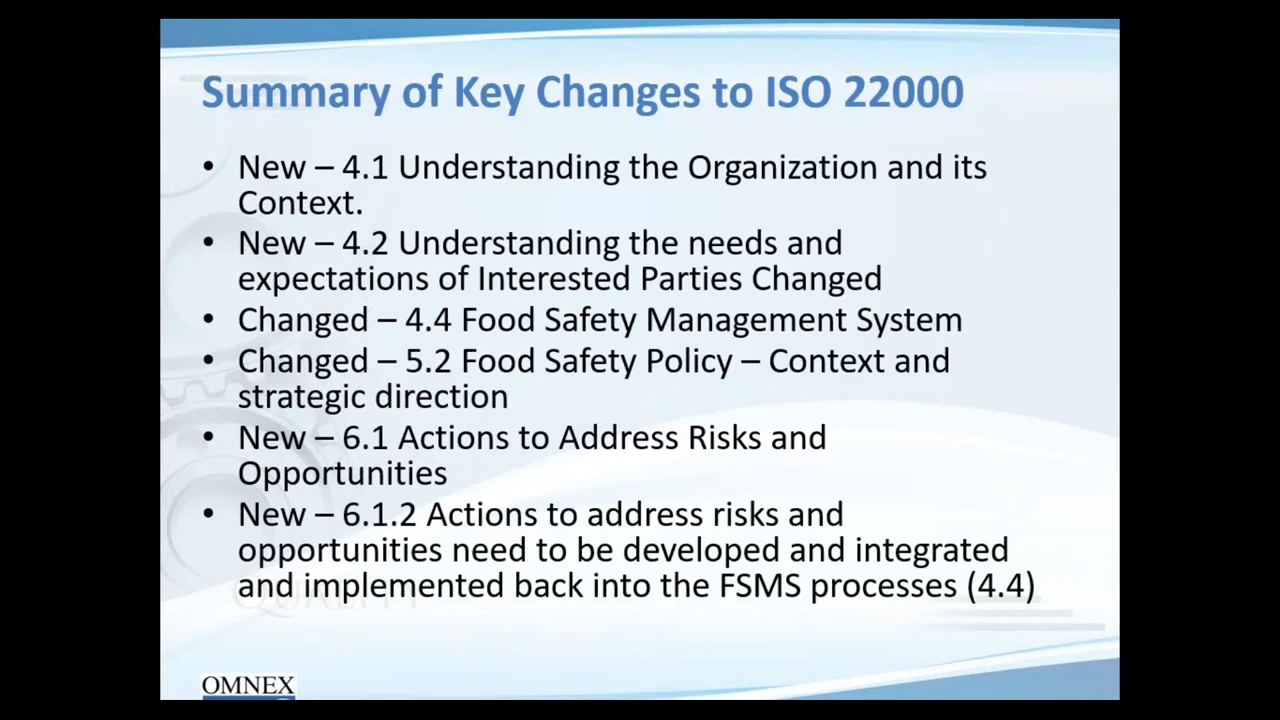 Summary of Key Changes to ISO 22000
• New – 4.1 Understanding the Organization and its
Context.
• New – 4.2 Understanding the needs and
expectations of Interested Parties Changed
• Changed – 4.4 Food Safety Management System
• Changed – 5.2 Food Safety Policy – Context and
strategic direction
• New – 6.1 Actions to Address Risks and
Opportunities
• New – 6.1.2 Actions to address risks and
opportunities need to be developed and integrated
and implemented back into the FSMS processes (4.4)
QUALITY
OMNEX